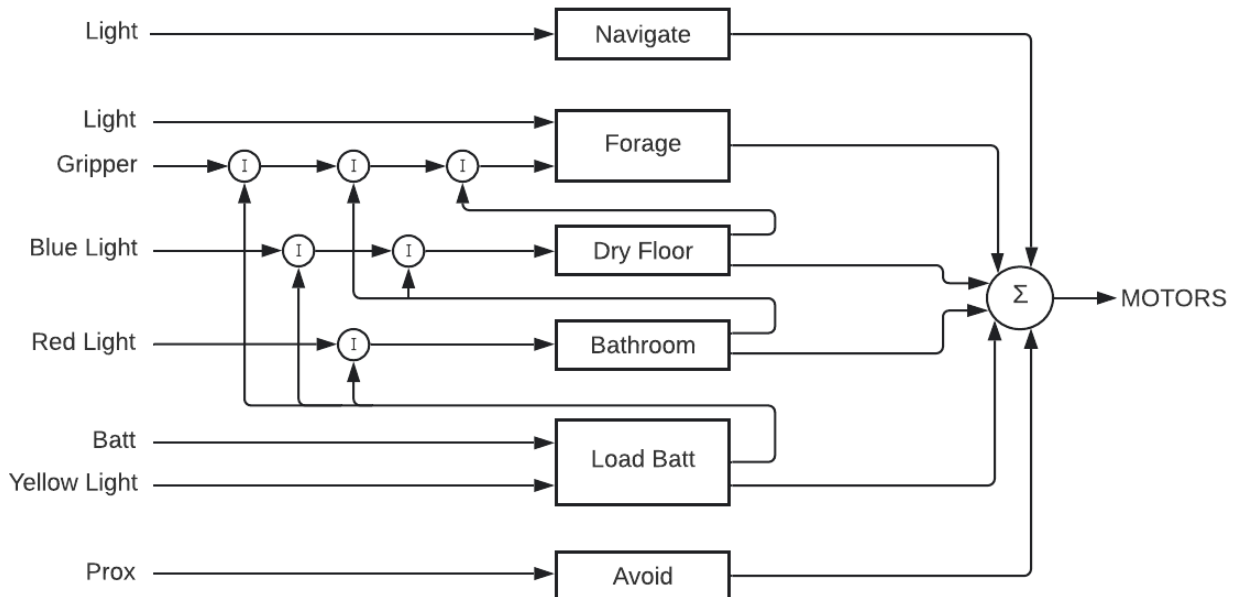 Light
Navigate
Light
Forage
Gripper
I
I
I
Blue Light
I
I
Dry Floor
Σ
MOTORS
Red Light
I
Bathroom
Batt
Load Batt
Yellow Light
Prox
Avoid